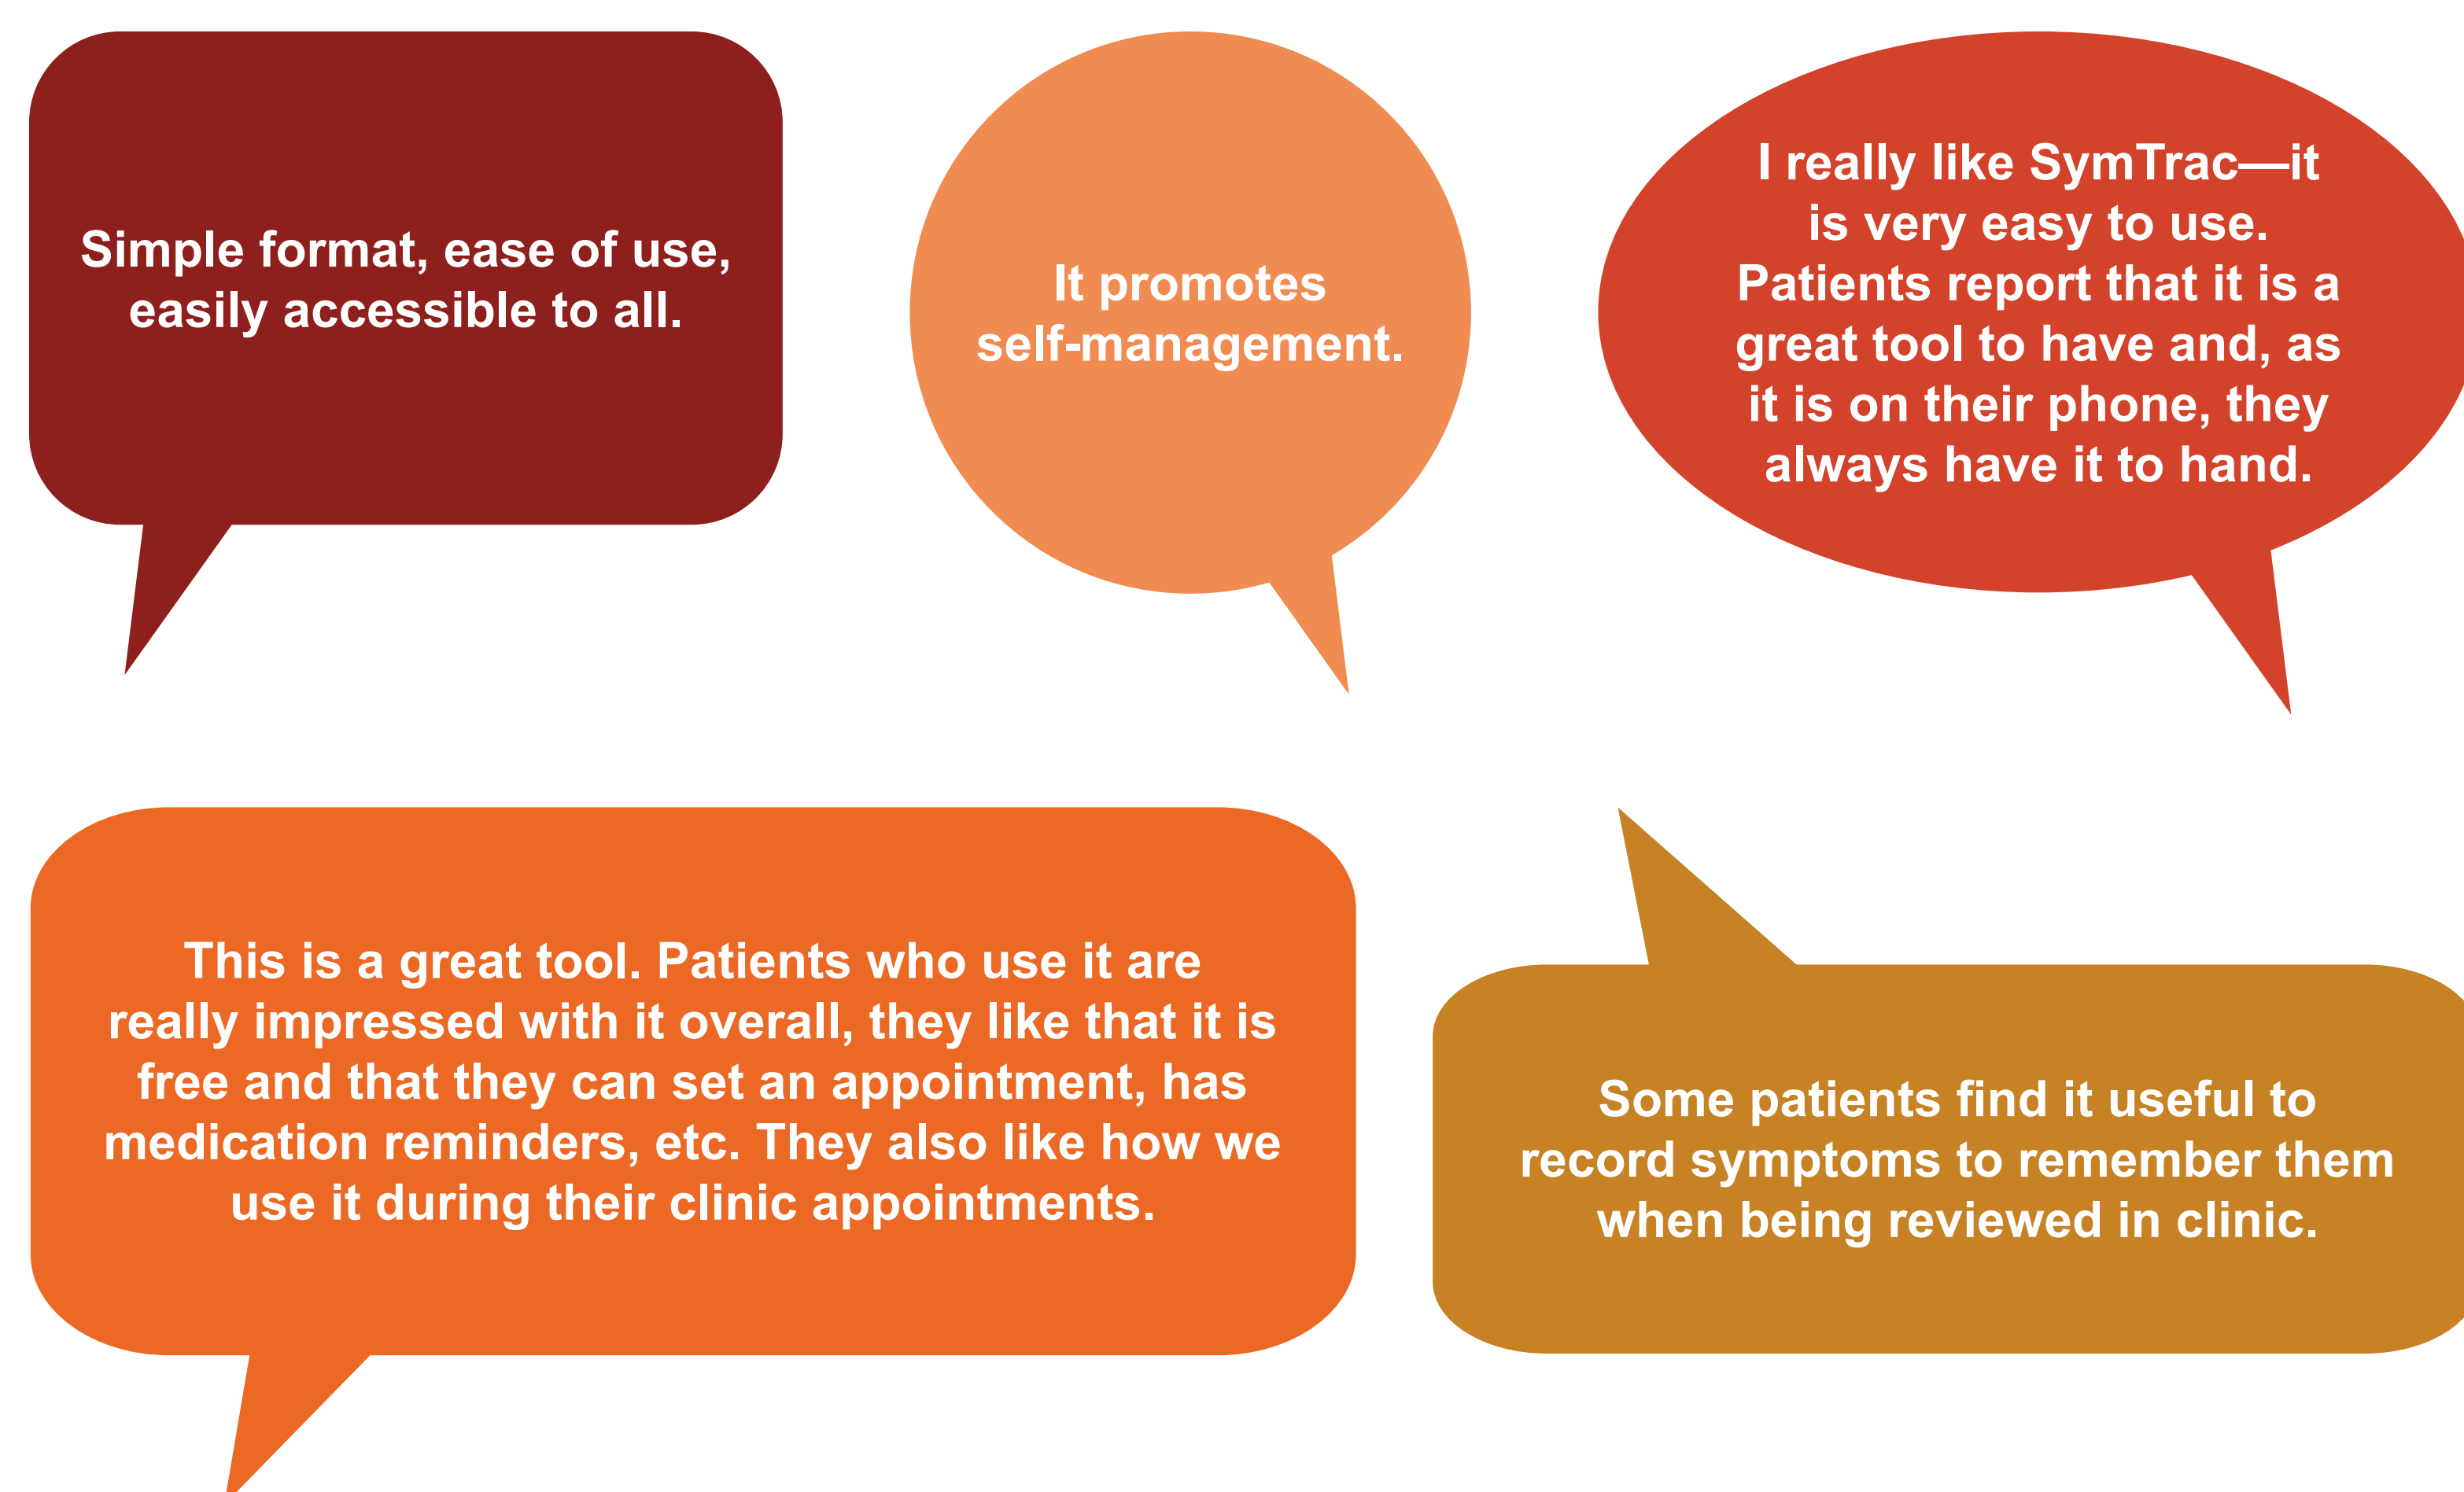 Simple format, ease of use,
easily accessible to all.
It promotes
self-management.
I really like SymTrac—it
is very easy to use.
Patients report that it is a
great tool to have and, as
it is on their phone, they
always have it to hand.
This is a great tool. Patients who use it are
really impressed with it overall, they like that it is
free and that they can set an appointment, has
medication reminders, etc. They also like how we
use it during their clinic appointments.
Some patients find it useful to
record symptoms to remember them
when being reviewed in clinic.